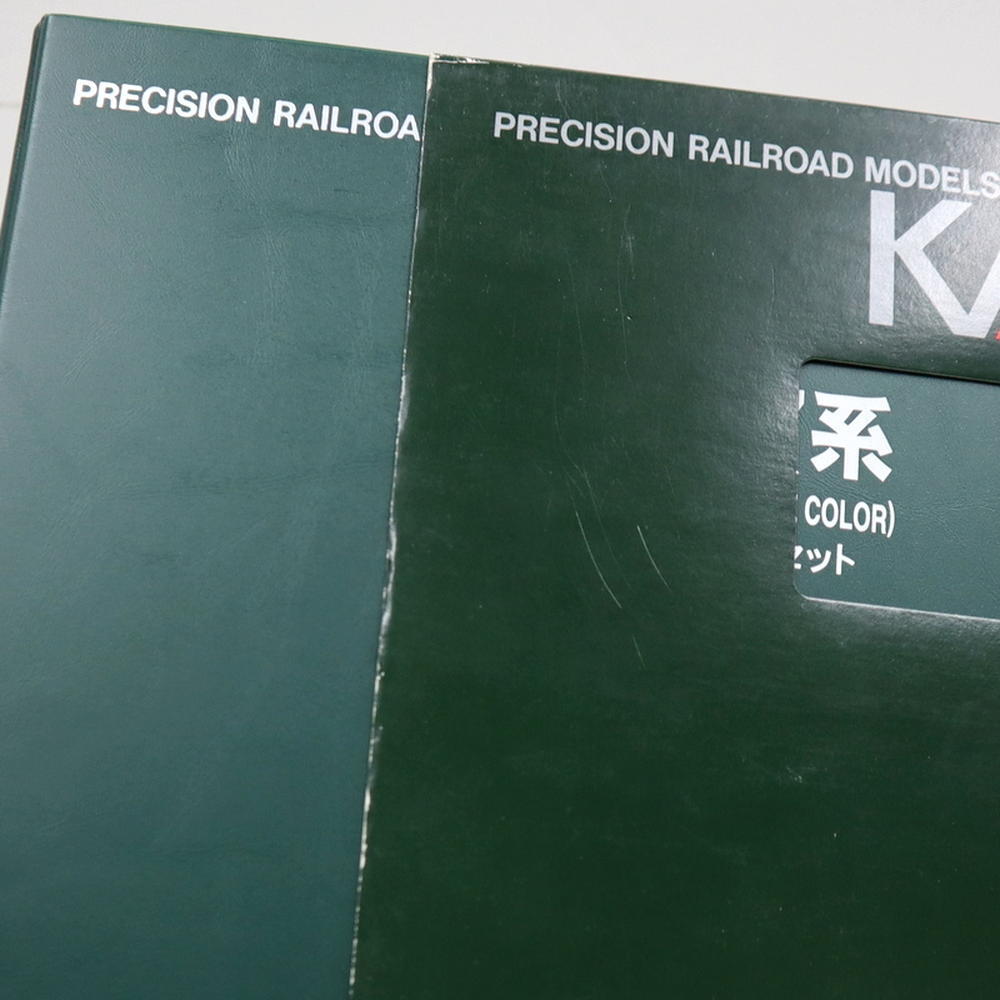 PRECISION RAILROA
PRECISION RAILROAD MODELS
K
系
COLOR)
ット